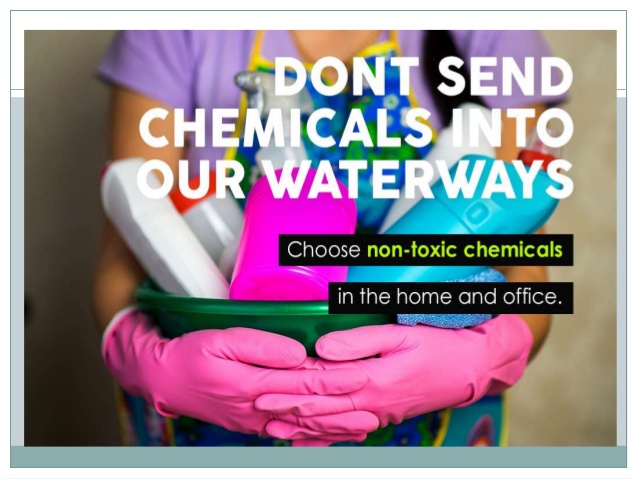 DONT SEND
CHEMICALS INTO
OUR WATERWAYS
Choose non-toxic chemicals
in the home and office.